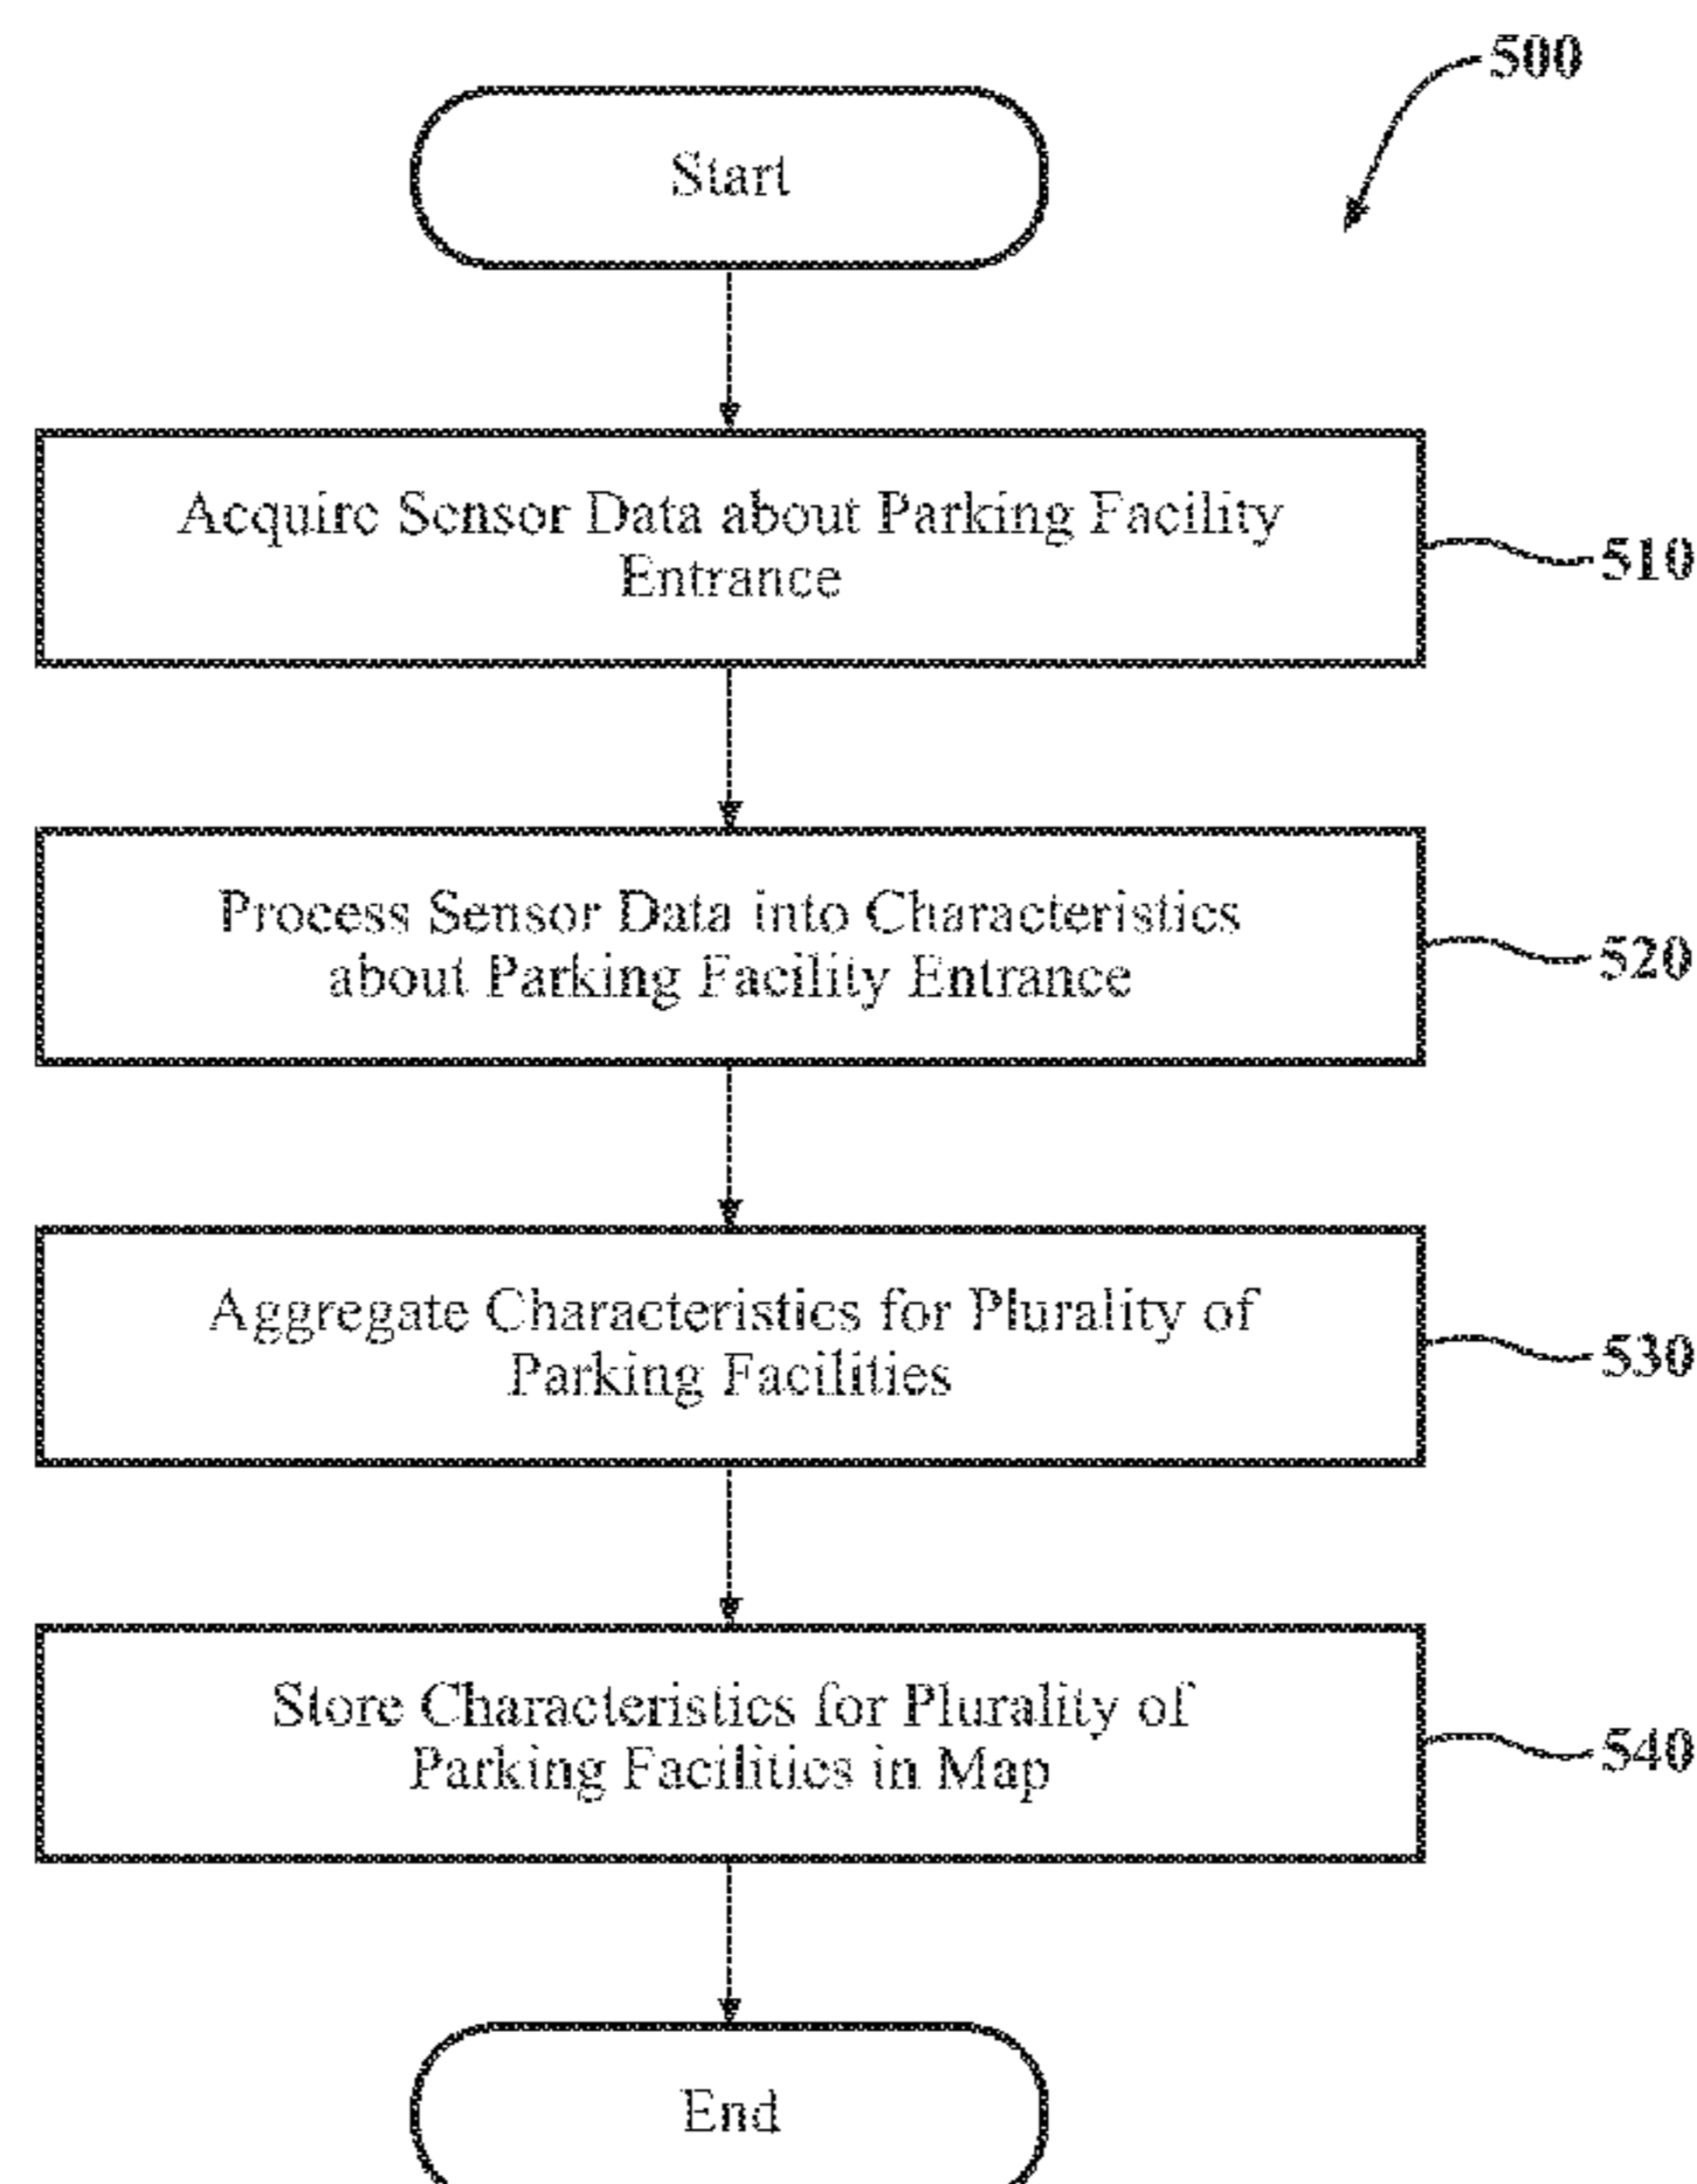 500
Start
Acquire Sensor Data about Parking Facility
Entrance
510
Process Sensor Data into Characteristics
about Parking Facility Entrance
520
Aggregate Characteristics for Plurality of
Parking Facilities
530
Store Characteristics for Plurality of
Parking Facilities in Map
540
End